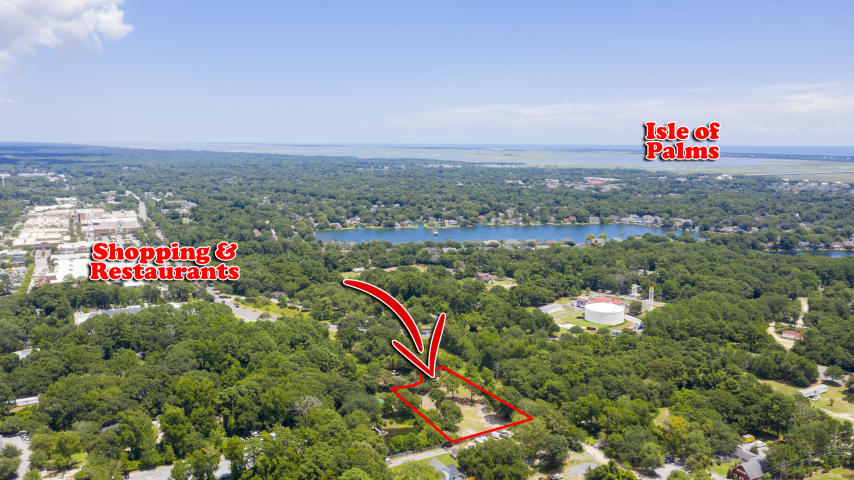 Isle of
Palms
Shopping &
Restaurants